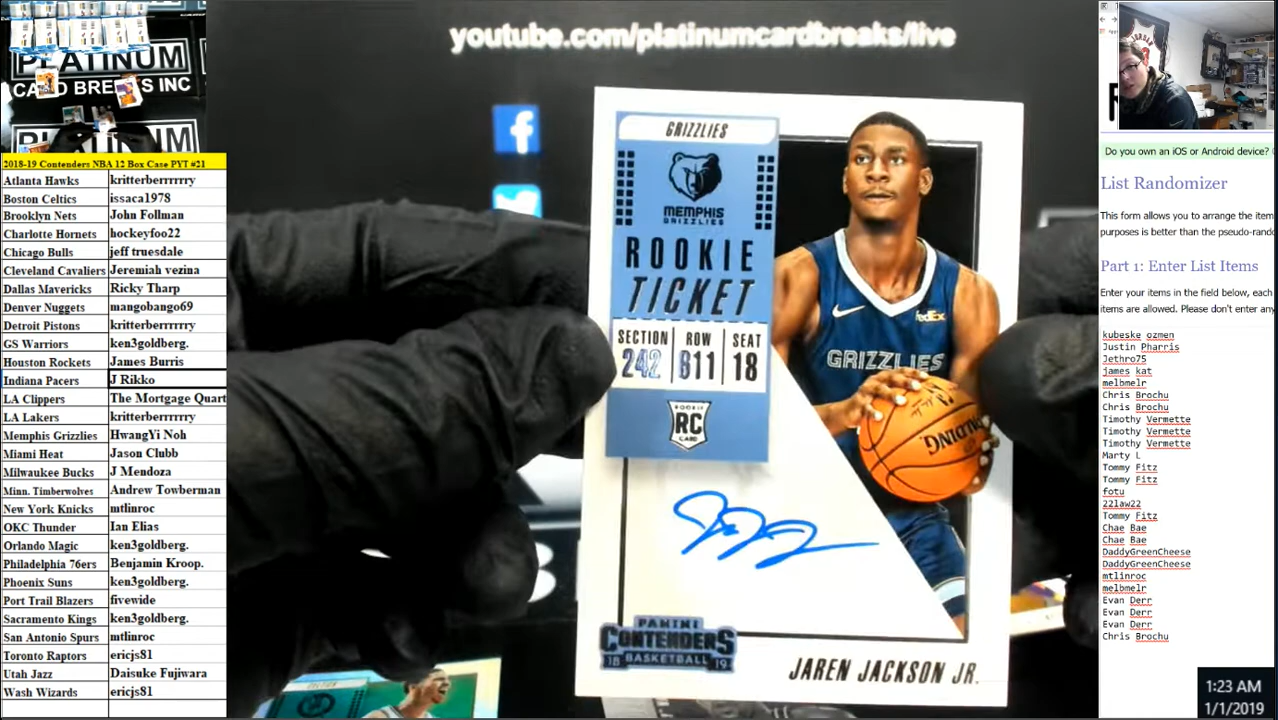 youtube.com/platinumcardbreaks/live
PLATINUM
CARD BREAKS INC
PLATINUM
2018-19 Contenders NBA 12 Box Case PYT #21
Atlanta Hawks kritterberrrrrry
Boston Celtics issaca1978
Brooklyn Nets John Follman
Charlotte Hornets hockeyfoo22
Chicago Bulls jeff truesdale
Cleveland Cavaliers Jeremiah vezina
Dallas Mavericks Ricky Tharp
Denver Nuggets mangobango69
Detroit Pistons kritterberrrrrry
GS Warriors ken3goldberg.
Houston Rockets James Burris
Indiana Pacers J Rikko
LA Clippers The Mortgage Quart
LA Lakers kritterberrrrrry
Memphis Grizzlies HwangYi Noh
Miami Heat Jason Clubb
Milwaukee Bucks J Mendoza
Minn. Timberwolves Andrew Towberman
New York Knicks mtlinroc
OKC Thunder Ian Elias
Orlando Magic ken3goldberg.
Philadelphia 76ers Benjamin Kroop.
Phoenix Suns ken3goldberg.
Port Trail Blazers fivewide
Sacramento Kings ken3goldberg.
San Antonio Spurs mtlinroc
Toronto Raptors ericjs81
Utah Jazz Daisuke Fujiwara
Wash Wizards ericjs81
GRIZZLIES
MEMPHIS
GRIZZLIES
ROOKIE
TICKET
SECTION ROW SEAT
242 611 18
ROOKIE
RC
CARD
FedEx
GRIZZLIES
SPALDING
PANINI
CONTENDERS
18 BASKETBALL 19
JAREN JACKSON JR.
Do you own an iOS or Android device?
List Randomizer
This form allows you to arrange the item
purposes is better than the pseudo-rando
Part 1: Enter List Items
Enter your items in the field below, each
items are allowed. Please don't enter any
kubeske ozmen
Justin Pharris
Jethro75
james kat
melbmelr
Chris Brochu
Chris Brochu
Timothy Vermette
Timothy Vermette
Timothy Vermette
Marty L
Tommy Fitz
Tommy Fitz
fotu
22law22
Tommy Fitz
Chae Bae
Chae Bae
DaddyGreenCheese
DaddyGreenCheese
mtlinroc
melbmelr
Evan Derr
Evan Derr
Evan Derr
Chris Brochu
1:23 AM
1/1/2019